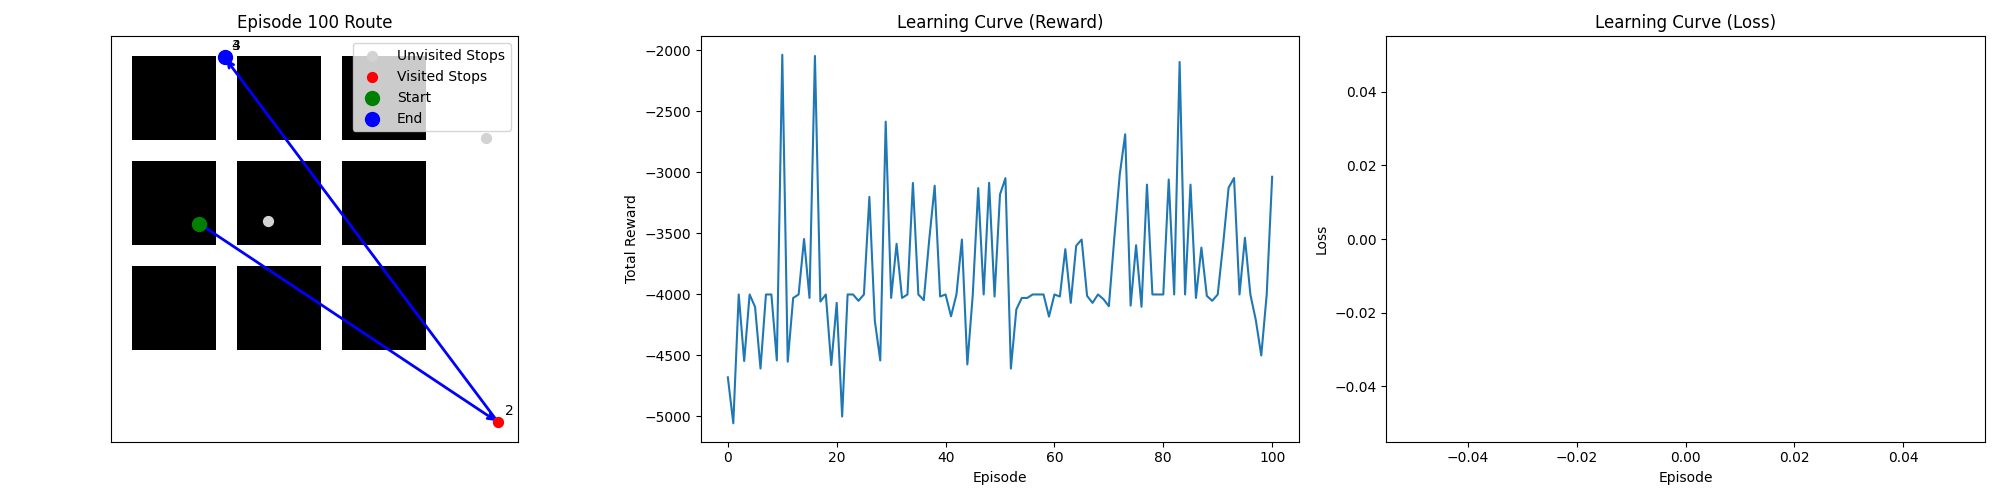 Episode 100 Route
Unvisited Stops
Visited Stops
Start
End
2
Learning Curve (Reward)
Total Reward
−2000
−2500
−3000
−3500
−4000
−4500
−5000
0 20 40 60 80 100
Episode
Learning Curve (Loss)
Loss
0.04
0.02
0.00
−0.02
−0.04
−0.04 −0.02 0.00 0.02 0.04
Episode